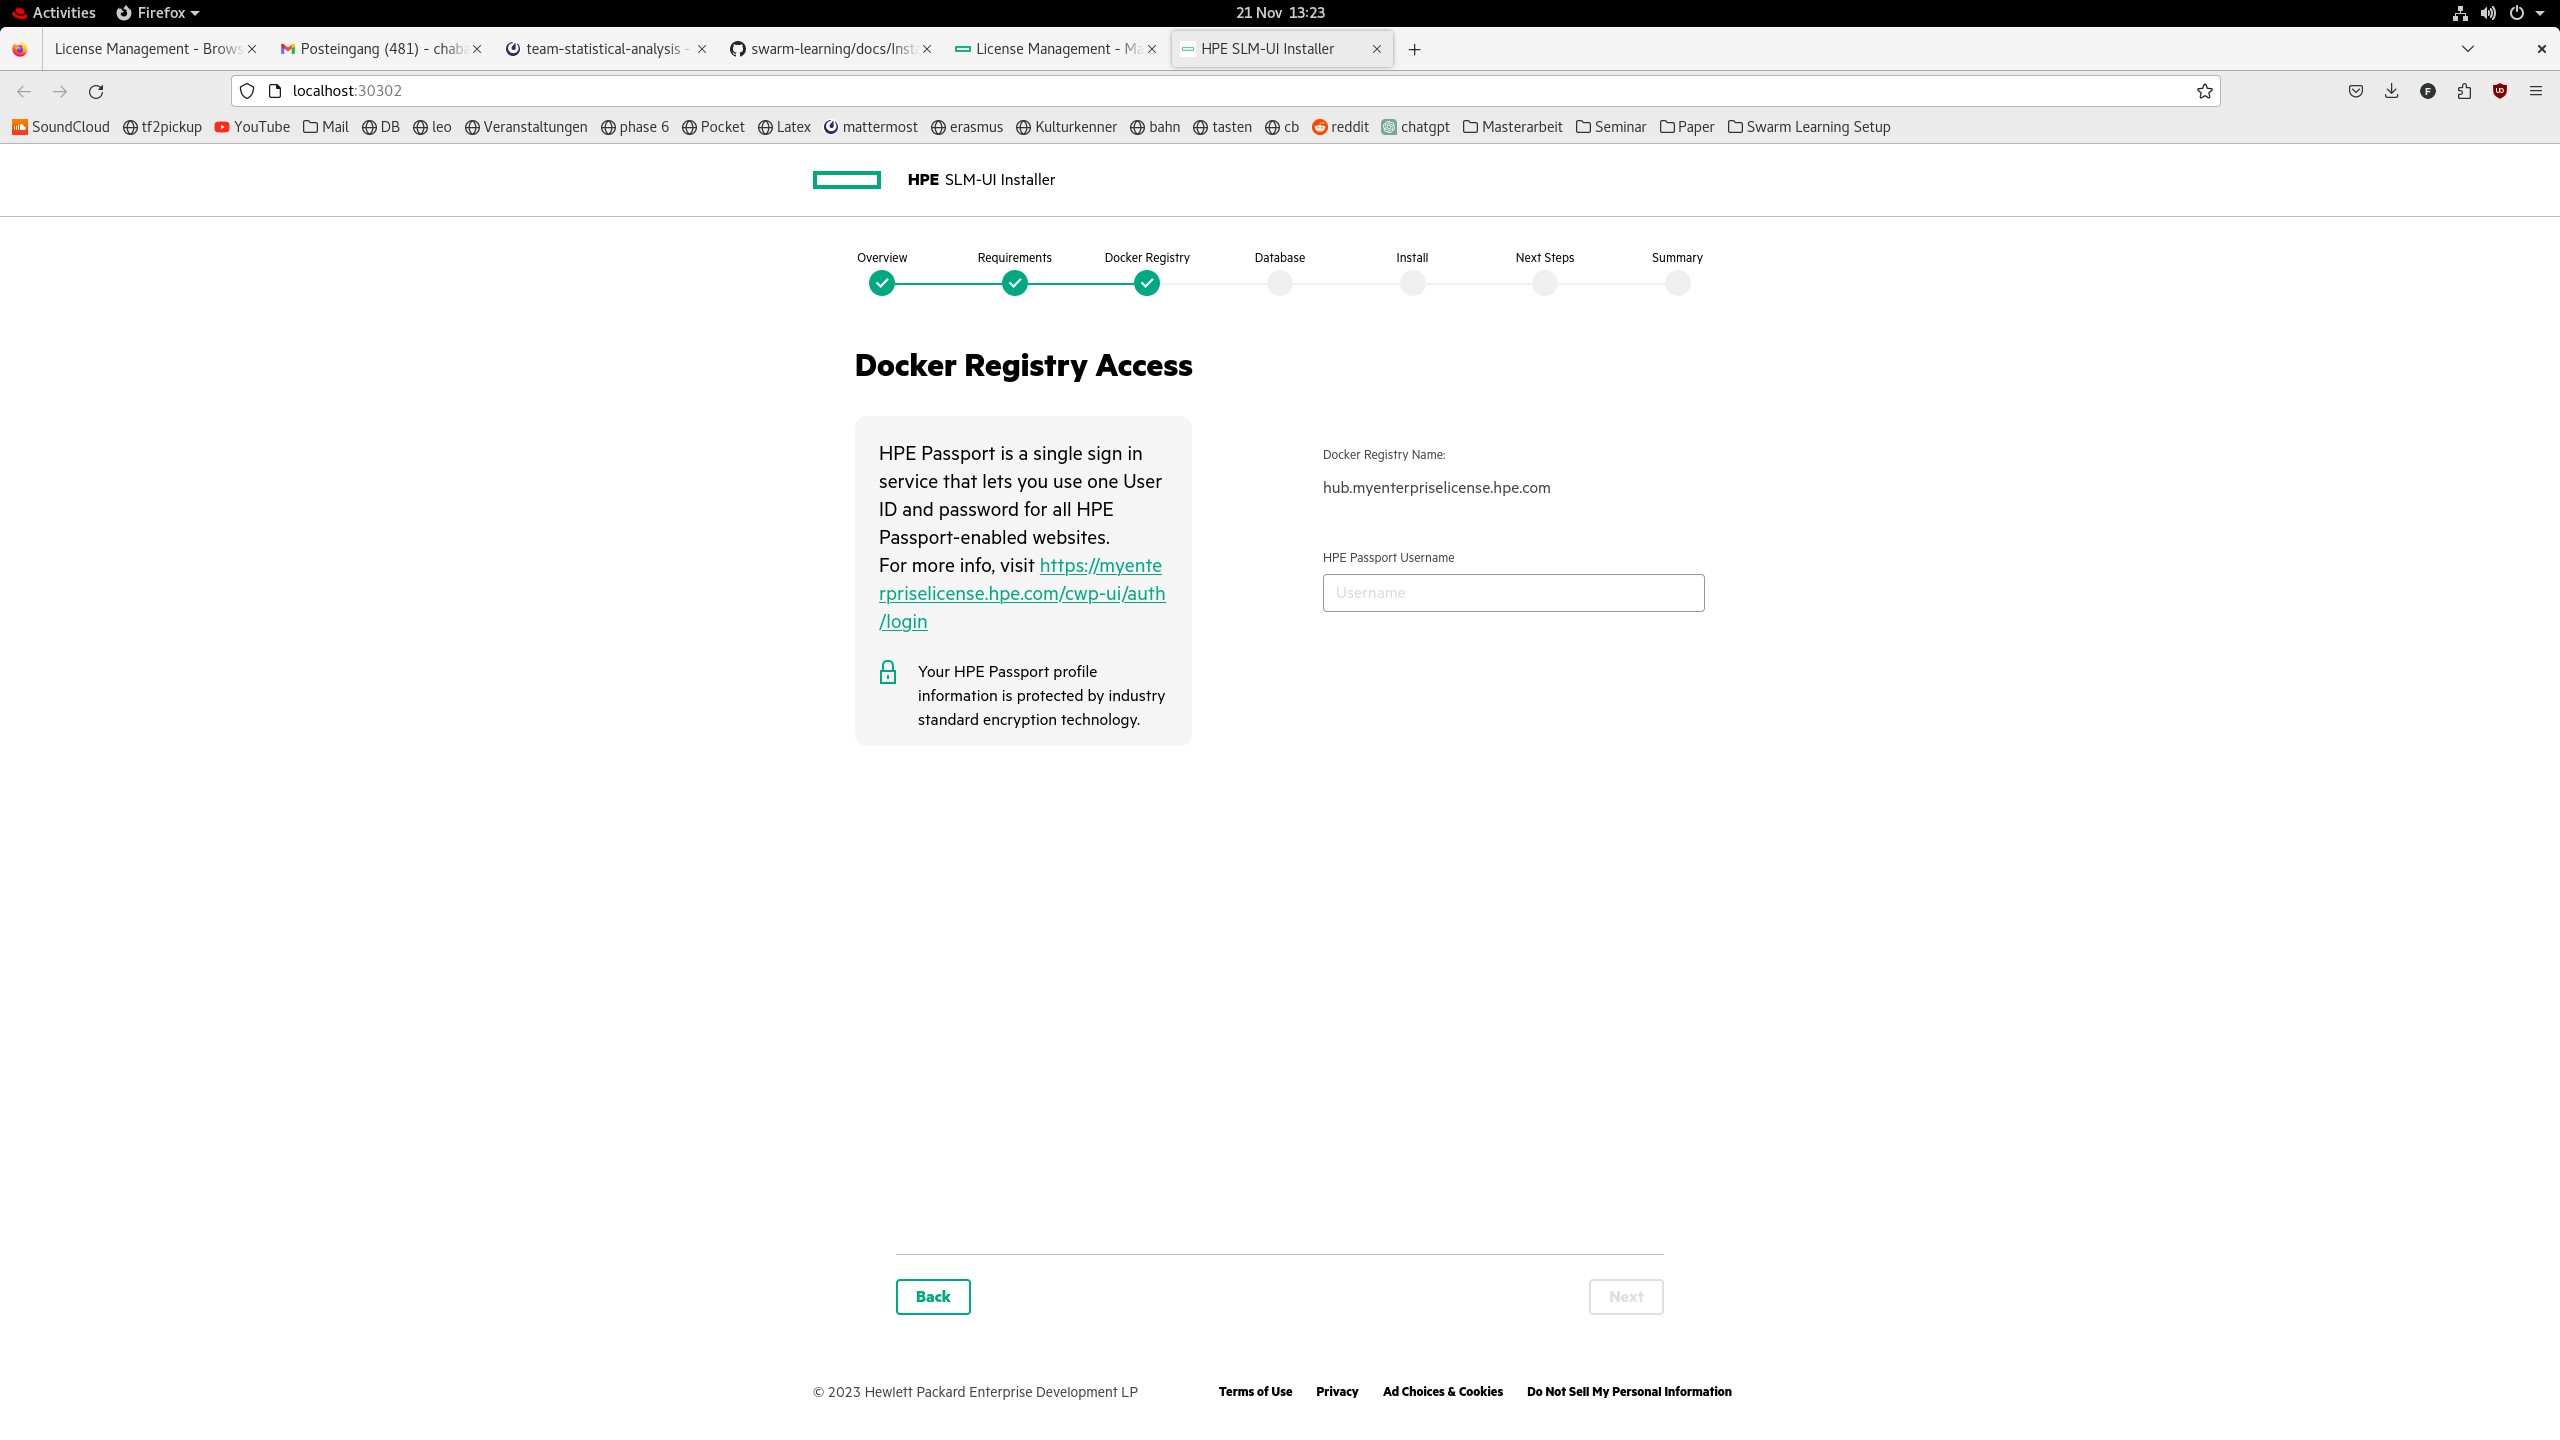 Activities Firefox 21 Nov 13:23
License Management - Brows Posteingang (481) - chaba team-statistical-analysis - swarm-learning/docs/Insta License Management - Ma HPE SLM-UI Installer
localhost:30302
SoundCloud tf2pickup YouTube Mail DB leo Veranstaltungen phase 6 Pocket Latex mattermost erasmus Kulturkenner bahn tasten cb reddit chatgpt Masterarbeit Seminar Paper Swarm Learning Setup
HPE SLM-UI Installer
Overview Requirements Docker Registry Database Install Next Steps Summary
Docker Registry Access
HPE Passport is a single sign in
service that lets you use one User
ID and password for all HPE
Passport-enabled websites.
For more info, visit https://myente
rpriselicense.hpe.com/cwp-ui/auth
/login
Your HPE Passport profile
information is protected by industry
standard encryption technology.
Docker Registry Name:
hub.myenterpriselicense.hpe.com
HPE Passport Username
Username
Back Next
© 2023 Hewlett Packard Enterprise Development LP Terms of Use Privacy Ad Choices & Cookies Do Not Sell My Personal Information